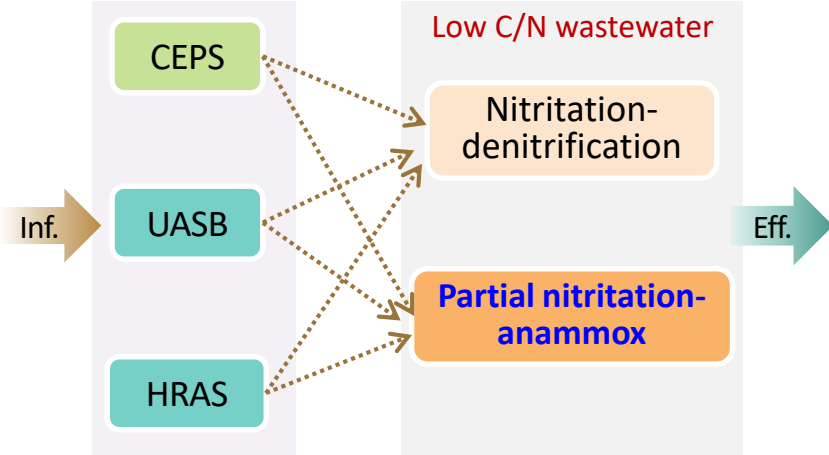 Low C/N wastewater
CEPS
Nitritation-
denitrification
Inf.
UASB
Eff.
Partial nitritation-
anammox
HRAS